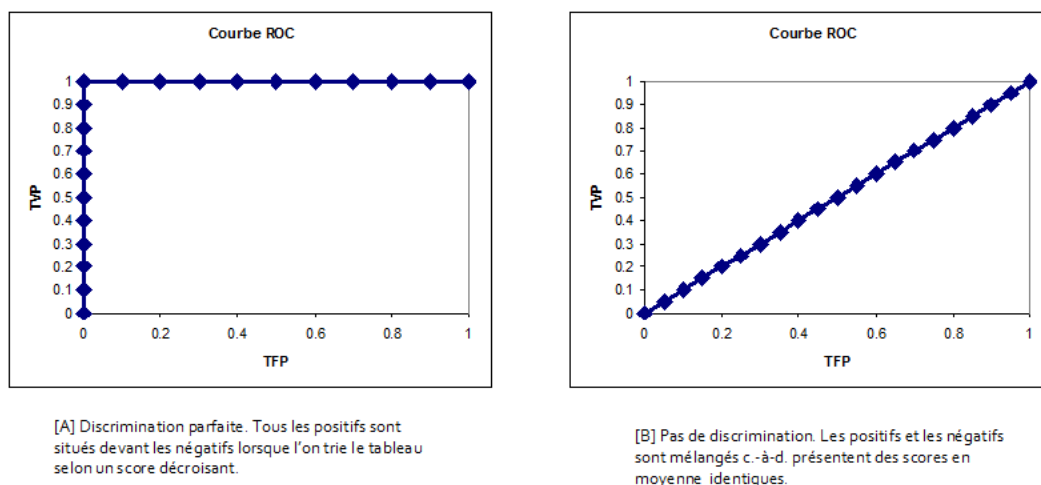 Courbe ROC
1
0.9
0.8
0.7
0.6
0.5
0.4
0.3
0.2
0.1
0
TVP
0 0.2 0.4 0.6 0.8 1
TFP
[A] Discrimination parfaite. Tous les positifs sont
situés devant les négatifs lorsque l'on trie le tableau
selon un score décroisant.
Courbe ROC
1
0.9
0.8
0.7
0.6
0.5
0.4
0.3
0.2
0.1
0
TVP
0 0.2 0.4 0.6 0.8 1
TFP
[B] Pas de discrimination. Les positifs et les négatifs
sont mélangés c.-à-d. présentent des scores en
moyenne identiques.